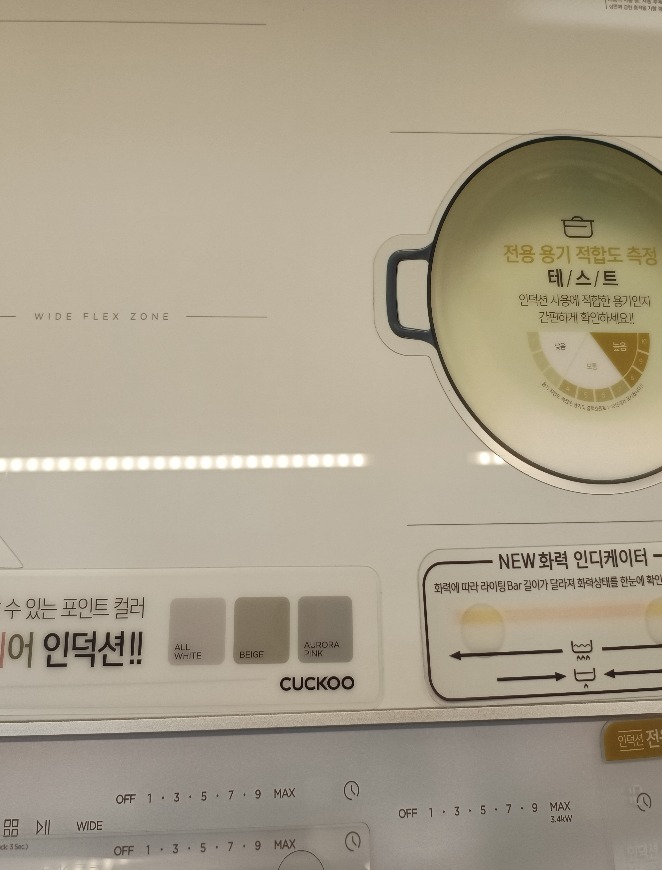 전용 용기 적합도 측정
테/스/트
인덕션 사용에 적합한 용기인지
간편하게 확인하세요!!
낮음
보통
높음
WIDE FLEX ZONE
NEW 화력 인디케이터
화력에 따라 라이팅 Bar 길이가 달라져 화력상태를 한눈에 확인
수 있는 포인트 컬러
어 인덕션!!
ALL WHITE
BEIGE
AURORA PINK
CUCKOO
인덕션 전
OFF 1 · 3 · 5 · 7 · 9 MAX
OFF 1 · 3 · 5 · 7 · 9 MAX
3.4kW
WIDE
OFF 1 · 3 · 5 · 7 · 9 MAX